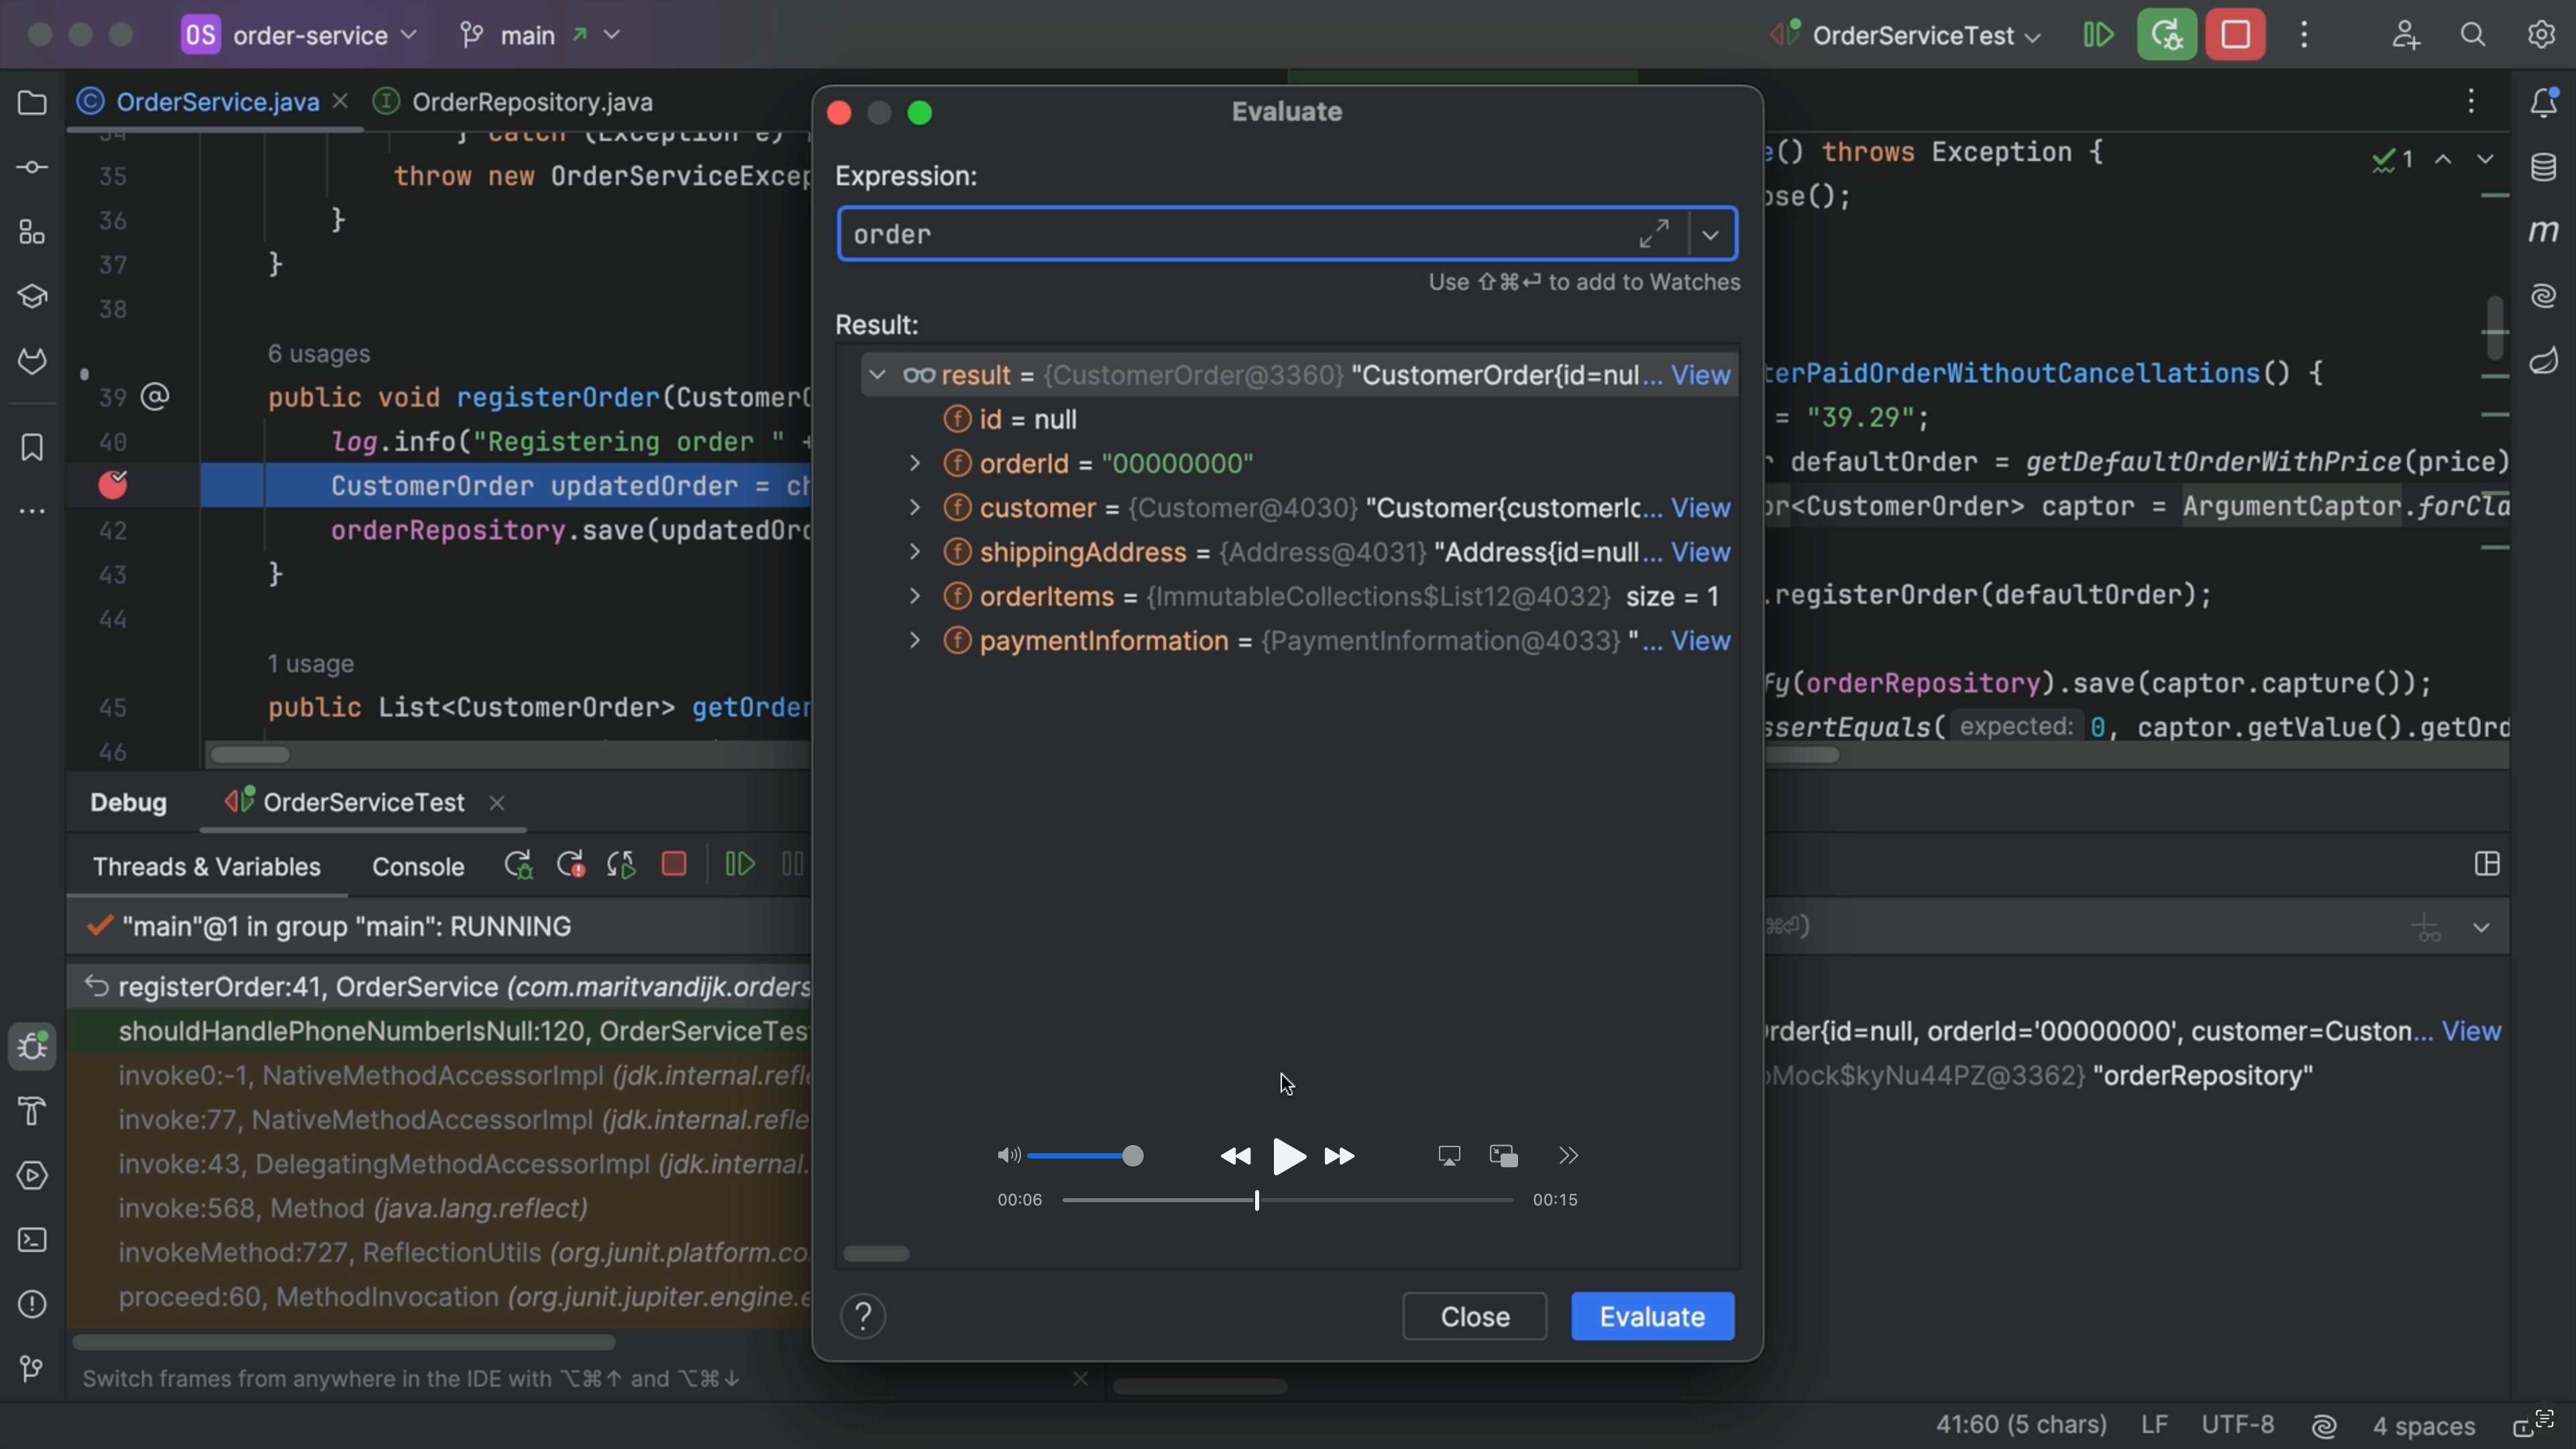 OS order-service main OrderServiceTest
OrderService.java OrderRepository.java
34 } catch (Exception e)
35 throw new OrderServiceExcep
36 }
37 }
38
6 usages
39 public void registerOrder(Customer
40 log.info("Registering order " +
CustomerOrder updatedOrder = ch
42 orderRepository.save(updatedOrd
43 }
44
1 usage
45 public List<CustomerOrder> getOrder
46
Evaluate
Expression:
order
Use ⇧⌘↵ to add to Watches
Result:
result = {CustomerOrder@3360} "CustomerOrder{id=nul... View
id = null
orderId = "00000000"
customer = {Customer@4030} "Customer{customerIc... View
shippingAddress = {Address@4031} "Address{id=null... View
orderItems = {ImmutableCollections$List12@4032} size = 1
paymentInformation = {PaymentInformation@4033} "... View
00:06 00:15
? Close Evaluate
e() throws Exception {
ose();
1
terPaidOrderWithoutCancellations() {
= "39.29";
r defaultOrder = getDefaultOrderWithPrice(price)
or<CustomerOrder> captor = ArgumentCaptor.forCla
.registerOrder(defaultOrder);
fy(orderRepository).save(captor.capture());
ssertEquals( expected: 0, captor.getValue().getOrd
Debug OrderServiceTest
Threads & Variables Console
"main"@1 in group "main": RUNNING
registerOrder:41, OrderService (com.maritvandijk.orders
shouldHandlePhoneNumberIsNull:120, OrderServiceTes
invoke0:-1, NativeMethodAccessorImpl (jdk.internal.refle
invoke:77, NativeMethodAccessorImpl (jdk.internal.refle
invoke:43, DelegatingMethodAccessorImpl (jdk.internal.
invoke:568, Method (java.lang.reflect)
invokeMethod:727, ReflectionUtils (org.junit.platform.co
proceed:60, MethodInvocation (org.junit.jupiter.engine.e
Switch frames from anywhere in the IDE with ⌥⌘↑ and ⌥⌘↓
⌘⏎)
rder{id=null, orderId='00000000', customer=Custon... View
Mock$kyNu44PZ@3362} "orderRepository"
41:60 (5 chars) LF UTF-8 4 spaces